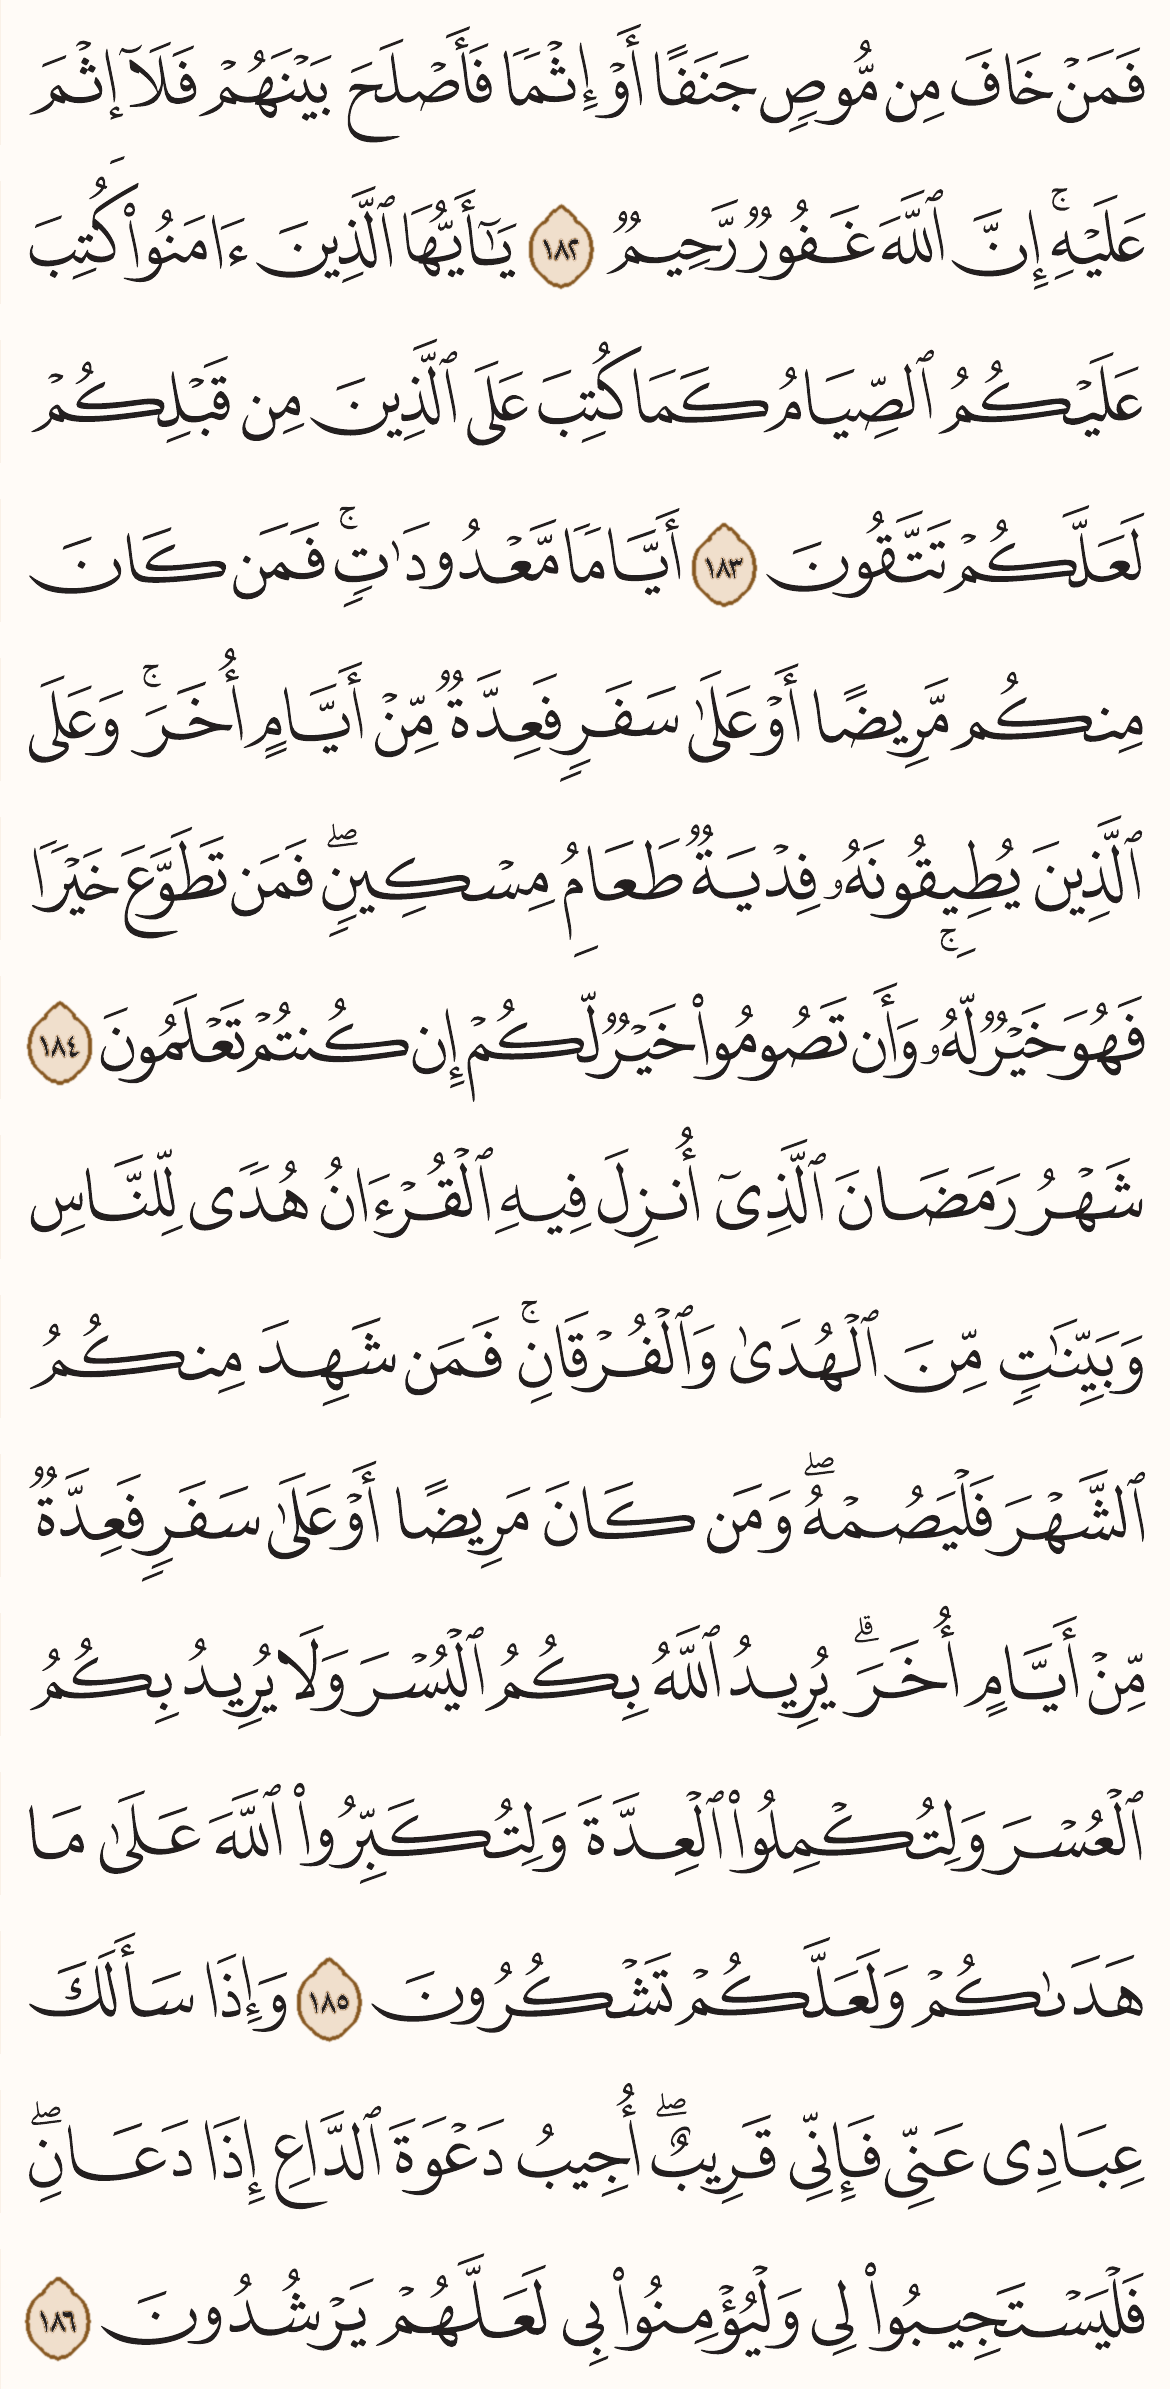 فَمَنْ خَافَ مِن مُّوصٍ جَنَفًا أَوْ إِثْمًا فَأَصْلَحَ بَيْنَهُمْ فَلَآ إِثْمَ
عَلَيْهِ ۚ إِنَّ ٱللَّهَ غَفُورٌ رَّحِيمٌ ١٨٢ يَـٰٓأَيُّهَا ٱلَّذِينَ ءَامَنُوا۟ كُتِبَ
عَلَيْكُمُ ٱلصِّيَامُ كَمَا كُتِبَ عَلَى ٱلَّذِينَ مِن قَبْلِكُمْ
لَعَلَّكُمْ تَتَّقُونَ ١٨٣ أَيَّامًا مَّعْدُودَٰتٍ ۚ فَمَن كَانَ
مِنكُم مَّرِيضًا أَوْ عَلَىٰ سَفَرٍ فَعِدَّةٌ مِّنْ أَيَّامٍ أُخَرَ ۚ وَعَلَى
ٱلَّذِينَ يُطِيقُونَهُۥ فِدْيَةٌ طَعَامُ مِسْكِينٍ ۖ فَمَن تَطَوَّعَ خَيْرًا
فَهُوَ خَيْرٌ لَّهُۥ ۚ وَأَن تَصُومُوا۟ خَيْرٌ لَّكُمْ ۖ إِن كُنتُمْ تَعْلَمُونَ ١٨٤
شَهْرُ رَمَضَانَ ٱلَّذِىٓ أُنزِلَ فِيهِ ٱلْقُرْءَانُ هُدًى لِّلنَّاسِ
وَبَيِّنَـٰتٍ مِّنَ ٱلْهُدَىٰ وَٱلْفُرْقَانِ ۚ فَمَن شَهِدَ مِنكُمُ
ٱلشَّهْرَ فَلْيَصُمْهُ ۖ وَمَن كَانَ مَرِيضًا أَوْ عَلَىٰ سَفَرٍ فَعِدَّةٌ
مِّنْ أَيَّامٍ أُخَرَ ۗ يُرِيدُ ٱللَّهُ بِكُمُ ٱلْيُسْرَ وَلَا يُرِيدُ بِكُمُ
ٱلْعُسْرَ وَلِتُكْمِلُوا۟ ٱلْعِدَّةَ وَلِتُكَبِّرُوا۟ ٱللَّهَ عَلَىٰ مَا
هَدَىٰكُمْ وَلَعَلَّكُمْ تَشْكُرُونَ ١٨٥ وَإِذَا سَأَلَكَ
عِبَادِى عَنِّى فَإِنِّى قَرِيبٌ ۖ أُجِيبُ دَعْوَةَ ٱلدَّاعِ إِذَا دَعَانِ ۖ
فَلْيَسْتَجِيبُوا۟ لِى وَلْيُؤْمِنُوا۟ بِى لَعَلَّهُمْ يَرْشُدُونَ ١٨٦